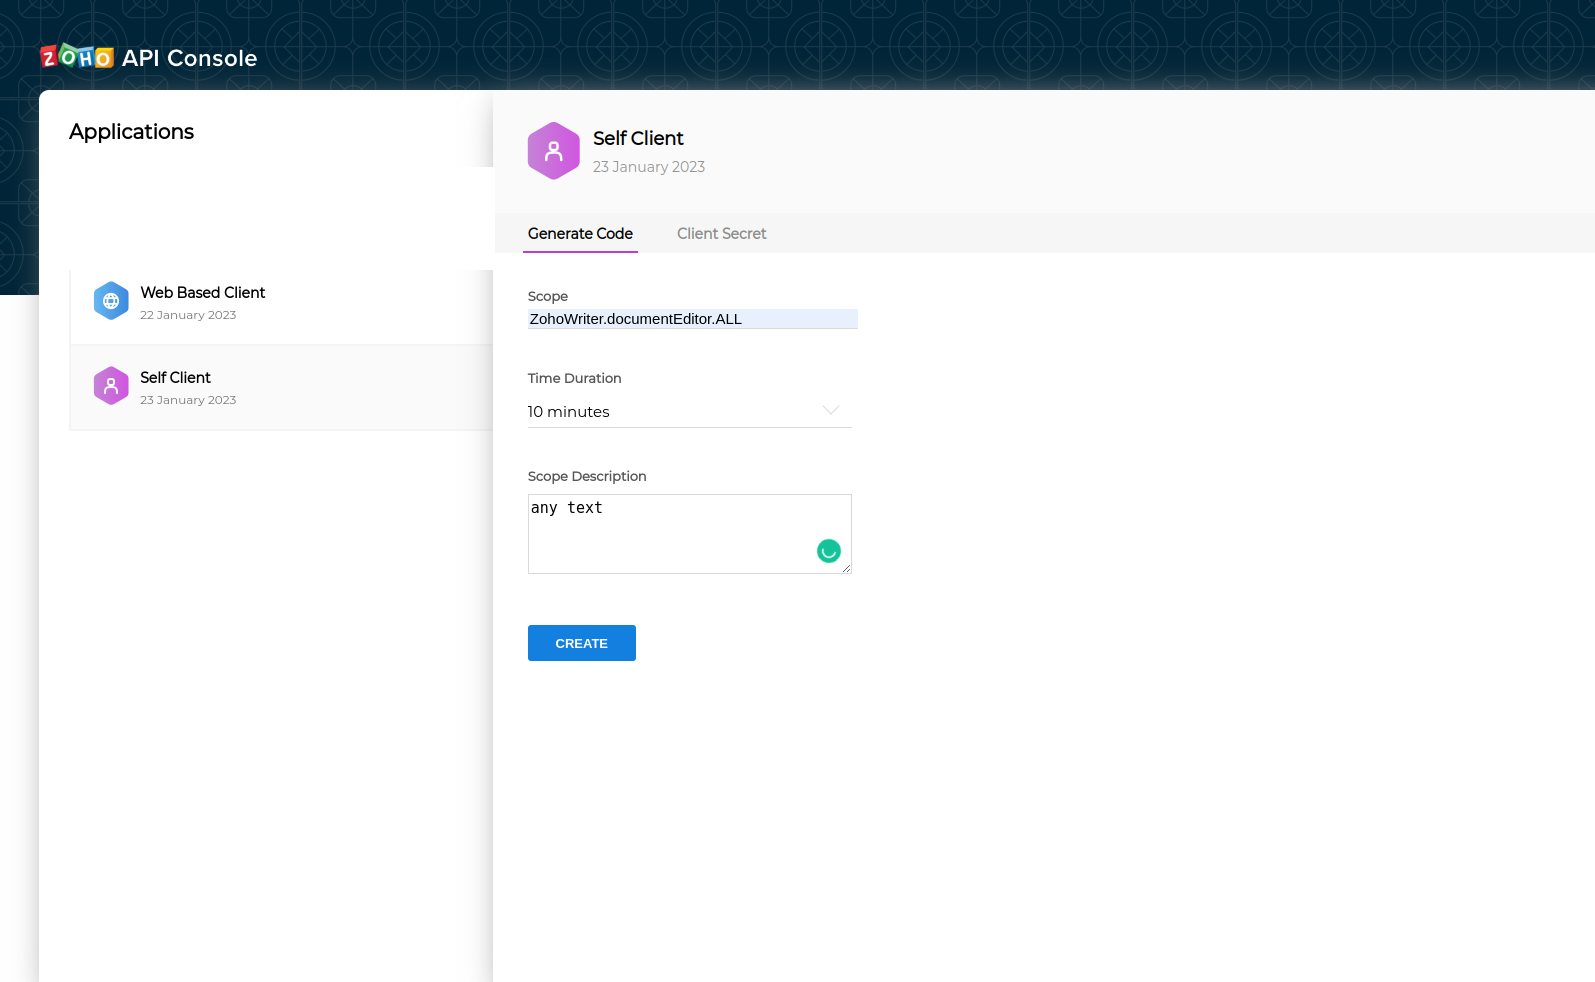 ZOHO API Console
Applications
Web Based Client
22 January 2023
Self Client
23 January 2023
Self Client
23 January 2023
Generate Code
Client Secret
Scope
ZohoWriter.documentEditor.ALL
Time Duration
10 minutes
Scope Description
any text
CREATE